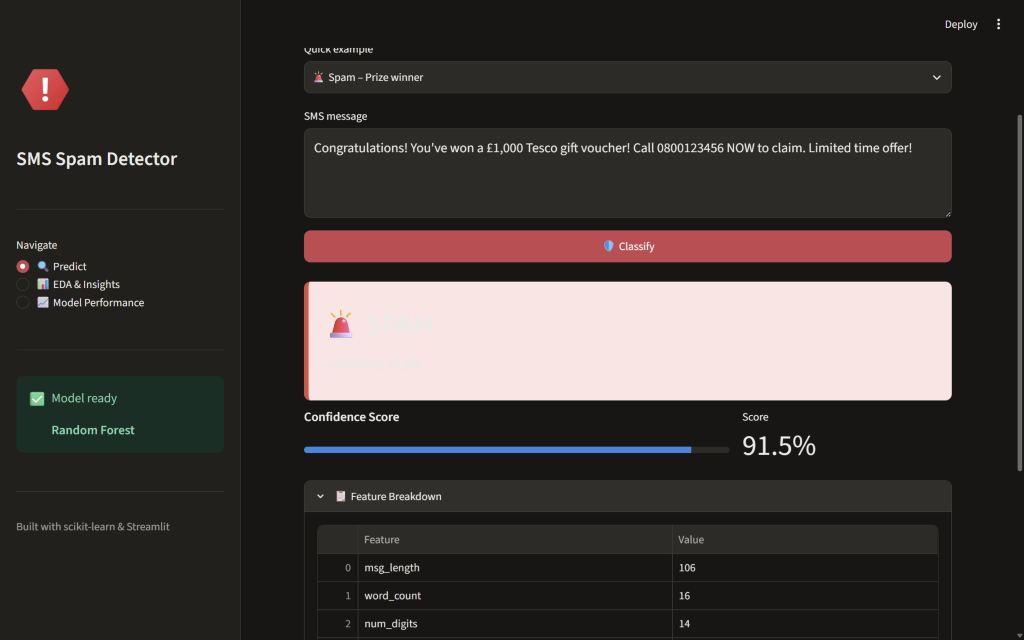 Deploy
Quick example
🚨 Spam – Prize winner
SMS message
Congratulations! You've won a £1,000 Tesco gift voucher! Call 0800123456 NOW to claim. Limited time offer!
Classify
SPAM
Confidence Score
Score
91.5%
Feature Breakdown
Feature Value
0 msg_length 106
1 word_count 16
2 num_digits 14
SMS Spam Detector
Navigate
Predict
EDA & Insights
Model Performance
Model ready
Random Forest
Built with scikit-learn & Streamlit